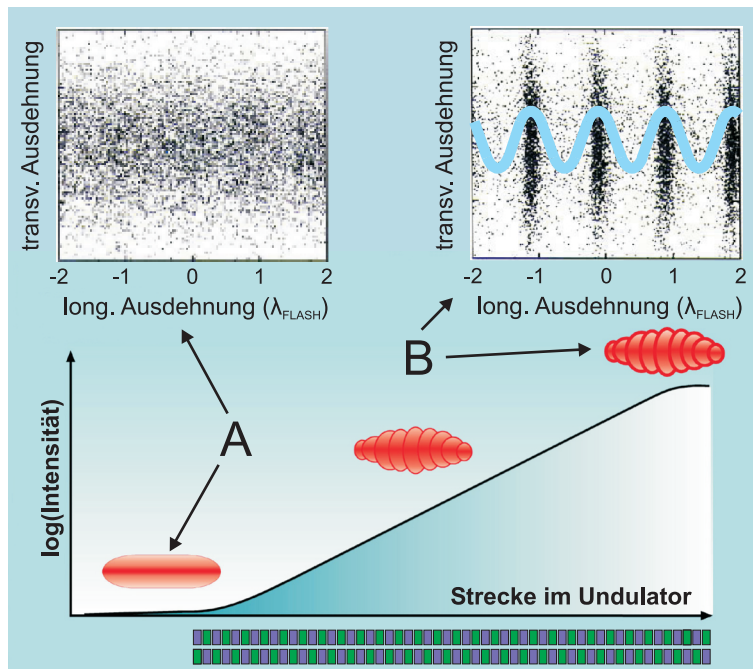 transv. Ausdehnung
-2 -1 0 1 2
long. Ausdehnung (λFLASH)
transv. Ausdehnung
-2 -1 0 1 2
long. Ausdehnung (λFLASH)
A
B
log(Intensität)
Strecke im Undulator